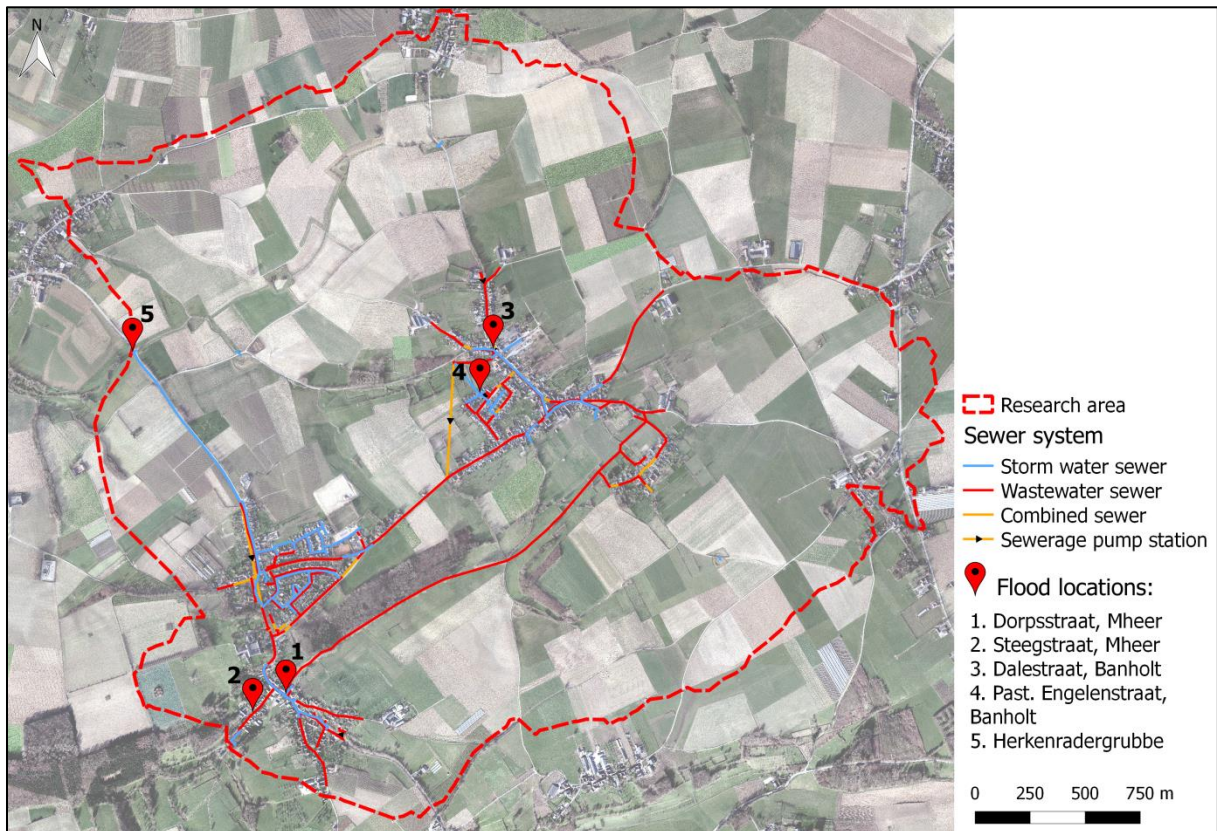 N
5
3
4
2
1
Research area
Sewer system
Storm water sewer
Wastewater sewer
Combined sewer
Sewerage pump station
Flood locations:
1. Dorpsstraat, Mheer
2. Steegstraat, Mheer
3. Dalestraat, Banholt
4. Past. Engelenstraat,
Banholt
5. Herkenradergrubbe
0 250 500 750 m